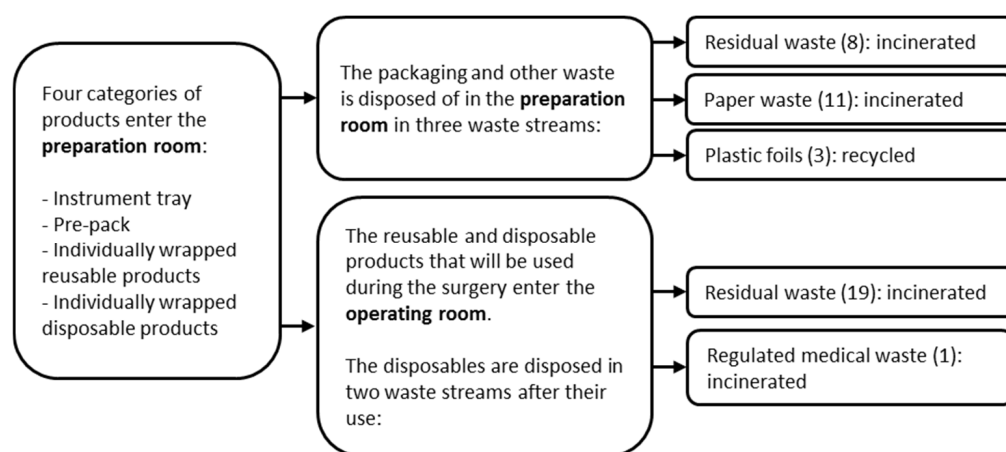 Four categories of
products enter the
preparation room:
- Instrument tray
- Pre-pack
- Individually wrapped
reusable products
- Individually wrapped
disposable products
The packaging and other waste
is disposed of in the preparation
room in three waste streams:
Residual waste (8): incinerated
Paper waste (11): incinerated
Plastic foils (3): recycled
The reusable and disposable
products that will be used
during the surgery enter the
operating room.
The disposables are disposed in
two waste streams after their
use:
Residual waste (19): incinerated
Regulated medical waste (1):
incinerated